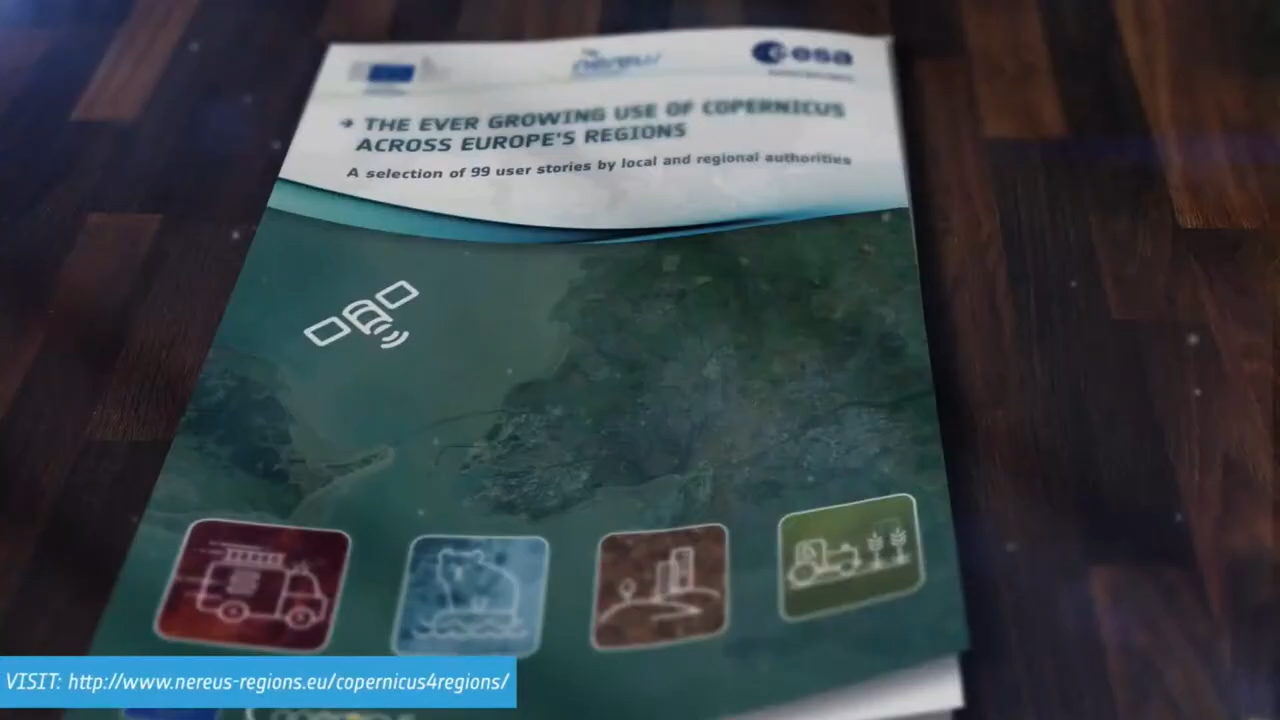 nereus
esa
➔ THE EVER GROWING USE OF COPERNICUS
ACROSS EUROPE'S REGIONS
A selection of 99 user stories by local and regional authorities
VISIT: http://www.nereus-regions.eu/copernicus4regions/